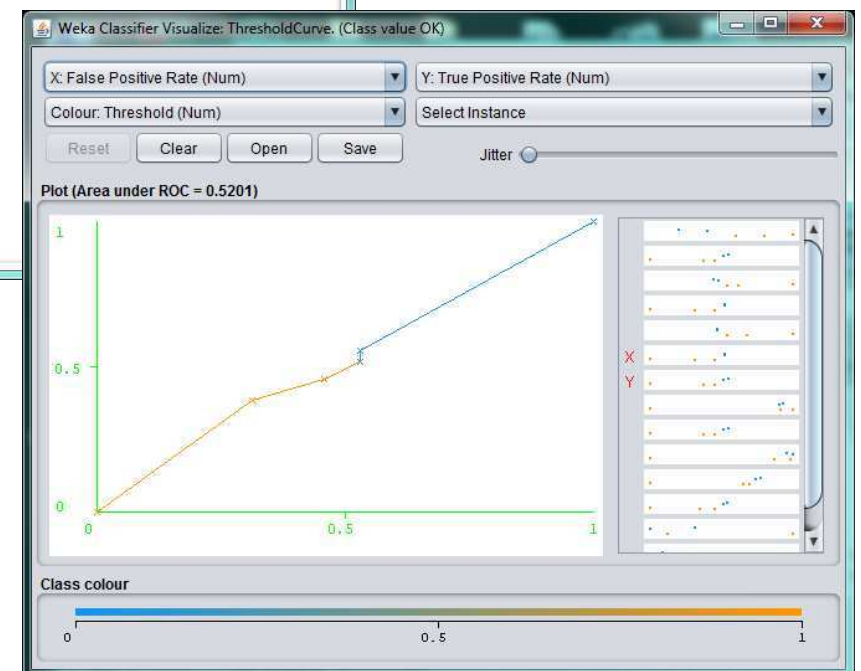 Weka Classifier Visualize: ThresholdCurve. (Class value OK)
X: False Positive Rate (Num)
Y: True Positive Rate (Num)
Colour: Threshold (Num)
Select Instance
Reset
Clear
Open
Save
Jitter
Plot (Area under ROC = 0.5201)
1
0.5
0
0
0.5
1
X
Y
Class colour
0
0.5
1